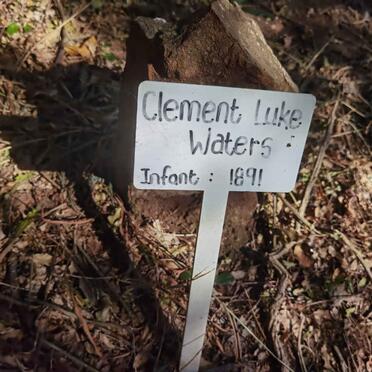 Clement Luke
Waters
Infant : 1891